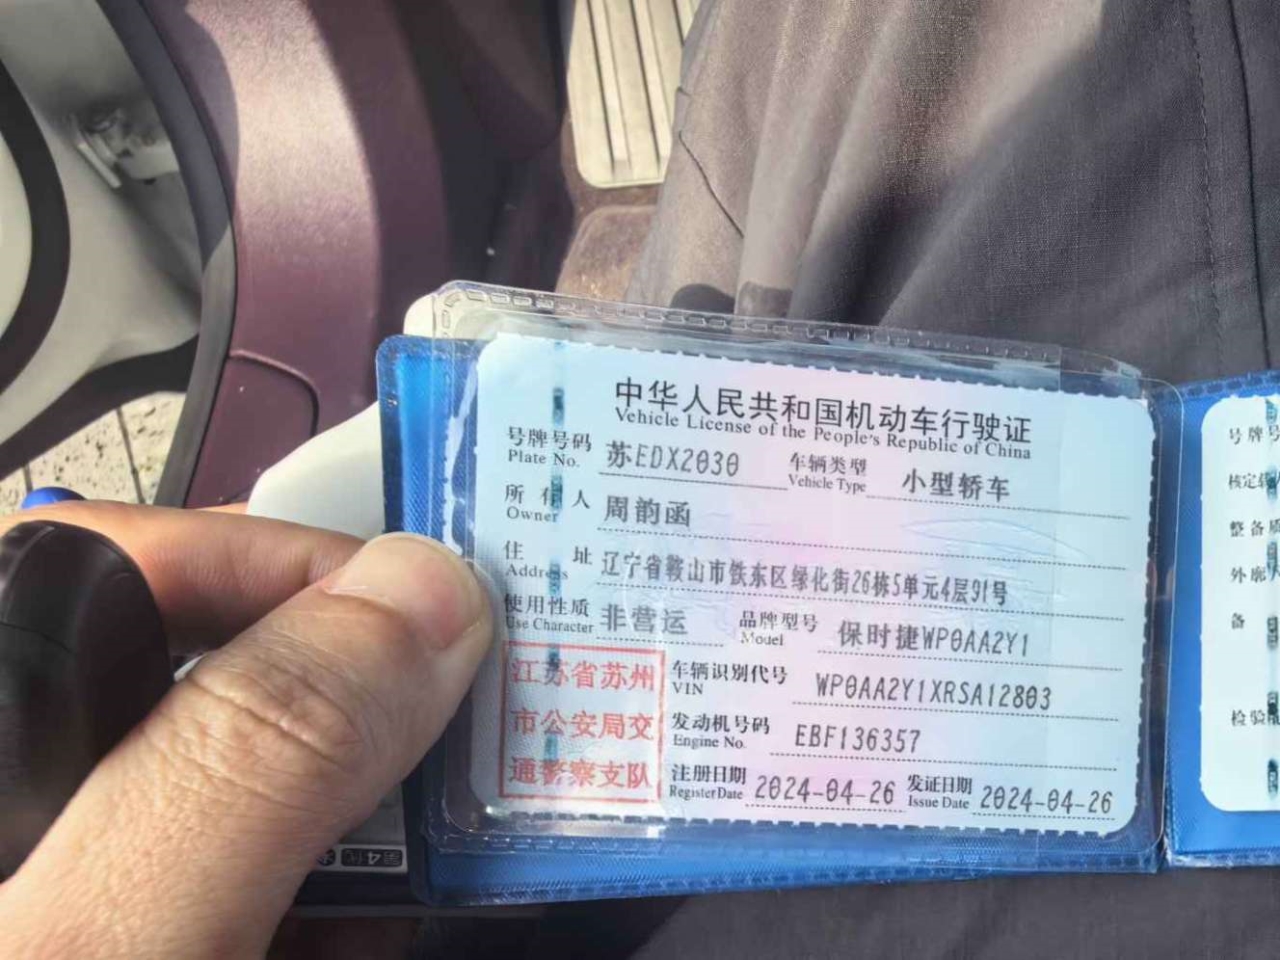 中华人民共和国机动车行驶证
Vehicle License of the People's Republic of China
号牌号码 苏EDX2030 车辆类型 小型轿车
Plate No. Vehicle Type
所有人 周韵函
Owner
住址 辽宁省鞍山市铁东区绿化街26栋5单元4层91号
Address
使用性质 非营运 品牌型号 保时捷WP0AA2Y1
Use Character Model
江苏省苏州
市公安局交
通警察支队
车辆识别代号 WP0AA2Y1XRSA12803
VIN
发动机号码 EBF136357
Engine No.
注册日期 2024-04-26 发证日期 2024-04-26
Register Date Issue Date
号牌号
核定载
整备质
外廓
备
检验
第4代